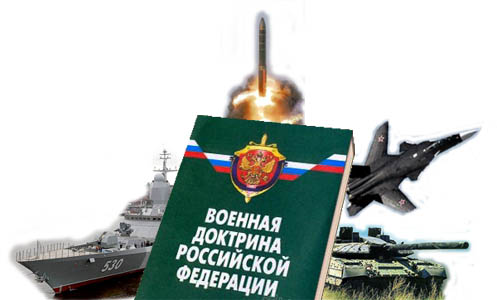 ВОЕННАЯ
ДОКТРИНА
РОССИЙСКОЙ
ФЕДЕРАЦИИ
530